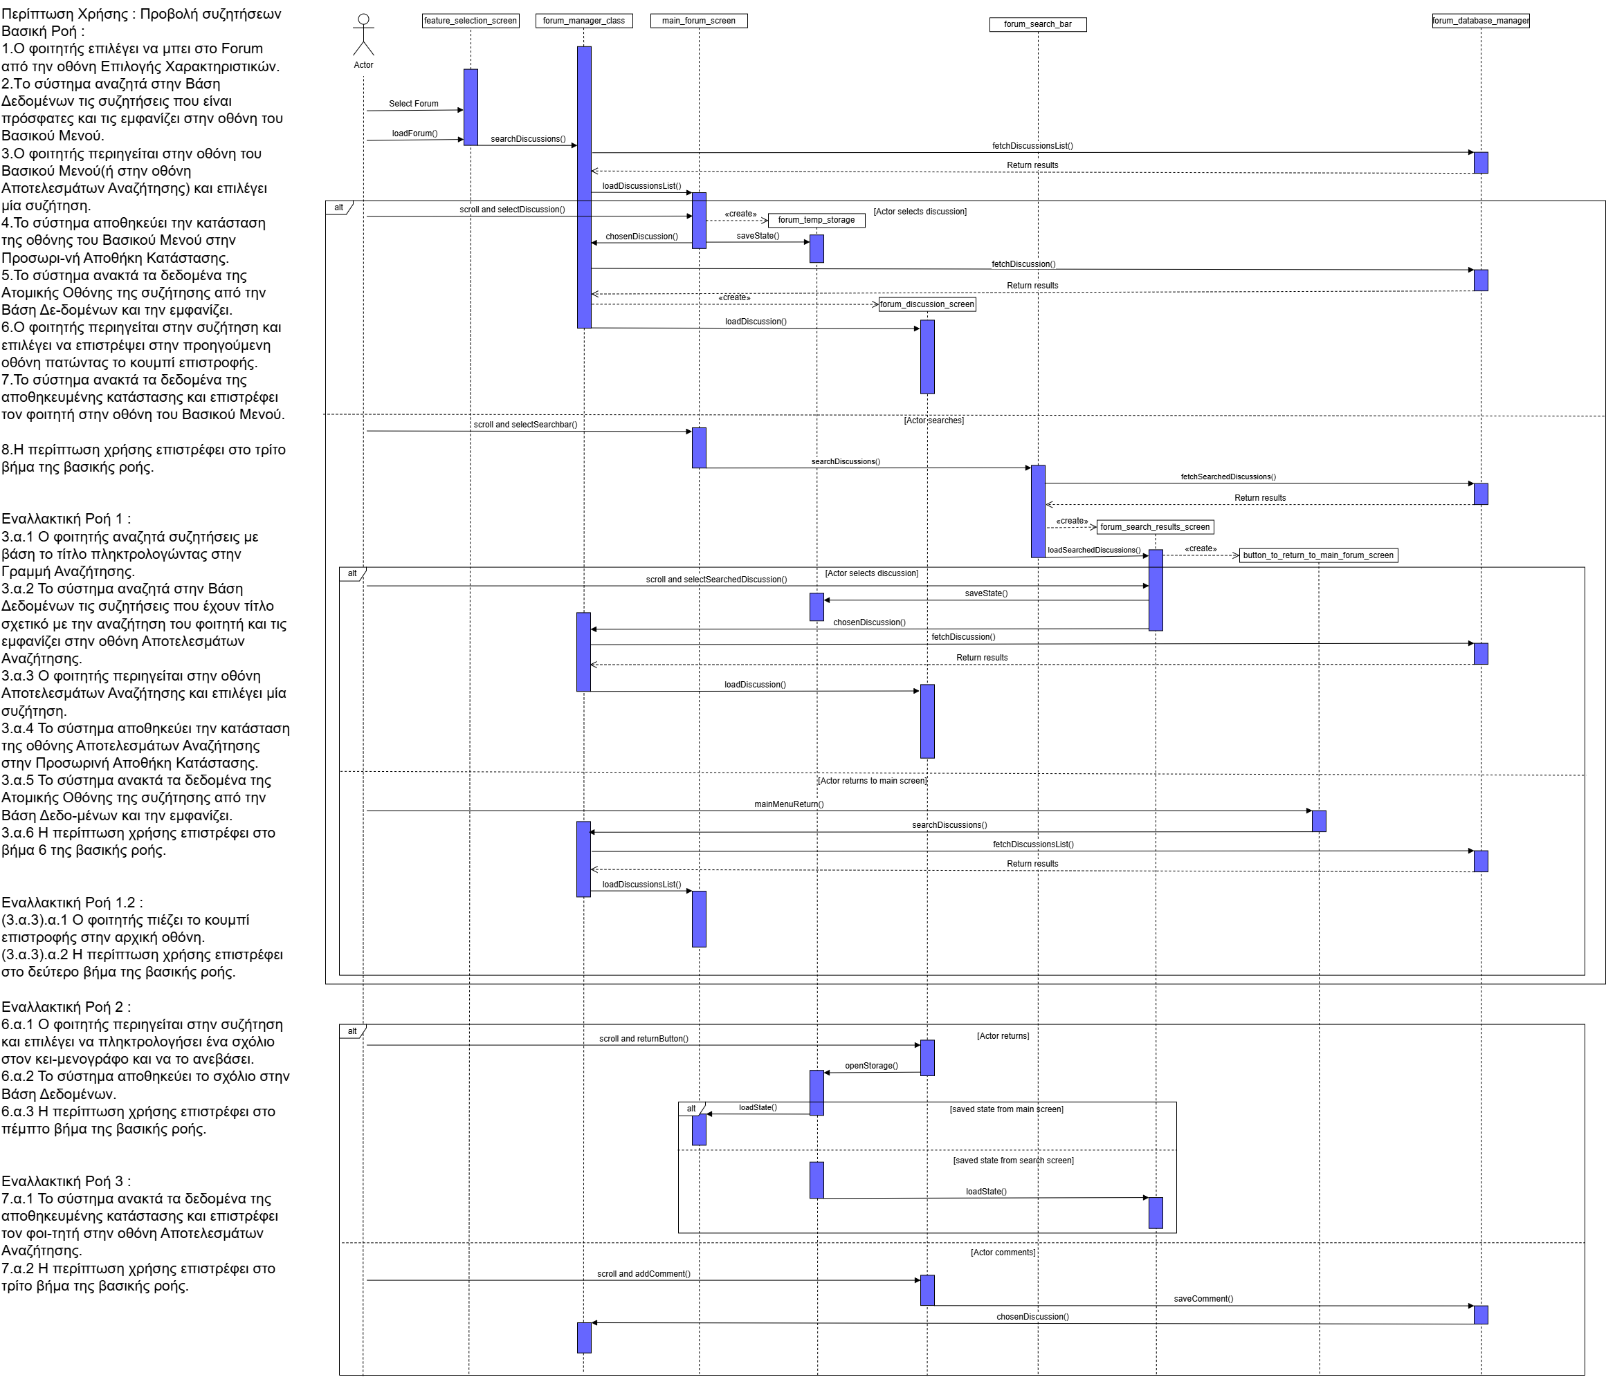 Περίπτωση Χρήσης : Προβολή συζητήσεων
Βασική Ροή :
1.Ο φοιτητής επιλέγει να μπει στο Forum
από την οθόνη Επιλογής Χαρακτηριστικών.
2.Το σύστημα αναζητά στην Βάση
Δεδομένων τις συζητήσεις που είναι
πρόσφατες και τις εμφανίζει στην οθόνη του
Βασικού Μενού.
3.Ο φοιτητής περιηγείται στην οθόνη του
Βασικού Μενού(ή στην οθόνη
Αποτελεσμάτων Αναζήτησης) και επιλέγει
μία συζήτηση.
4.Το σύστημα αποθηκεύει την κατάσταση
της οθόνης του Βασικού Μενού στην
Προσωρι-νή Αποθήκη Κατάστασης.
5.Το σύστημα ανακτά τα δεδομένα της
Ατομικής Οθόνης της συζήτησης από την
Βάση Δε-δομένων και την εμφανίζει.
6.Ο φοιτητής περιηγείται στην συζήτηση και
επιλέγει να επιστρέψει στην προηγούμενη
οθόνη πατώντας το κουμπί επιστροφής.
7.Το σύστημα ανακτά τα δεδομένα της
αποθηκευμένης κατάστασης και επιστρέφει
τον φοιτητή στην οθόνη του Βασικού Μενού.
8.Η περίπτωση χρήσης επιστρέφει στο τρίτο
βήμα της βασικής ροής.
Εναλλακτική Ροή 1 :
3.α.1 Ο φοιτητής αναζητά συζητήσεις με
βάση το τίτλο πληκτρολογώντας στην
Γραμμή Αναζήτησης.
3.α.2 Το σύστημα αναζητά στην Βάση
Δεδομένων τις συζητήσεις που έχουν τίτλο
σχετικό με την αναζήτηση του φοιτητή και τις
εμφανίζει στην οθόνη Αποτελεσμάτων
Αναζήτησης.
3.α.3 Ο φοιτητής περιηγείται στην οθόνη
Αποτελεσμάτων Αναζήτησης και επιλέγει μία
συζήτηση.
3.α.4 Το σύστημα αποθηκεύει την κατάσταση
της οθόνης Αποτελεσμάτων Αναζήτησης
στην Προσωρινή Αποθήκη Κατάστασης.
3.α.5 Το σύστημα ανακτά τα δεδομένα της
Ατομικής Οθόνης της συζήτησης από την
Βάση Δεδο-μένων και την εμφανίζει.
3.α.6 Η περίπτωση χρήσης επιστρέφει στο
βήμα 6 της βασικής ροής.
Εναλλακτική Ροή 1.2 :
(3.α.3).α.1 Ο φοιτητής πιέζει το κουμπί
επιστροφής στην αρχική οθόνη.
(3.α.3).α.2 Η περίπτωση χρήσης επιστρέφει
στο δεύτερο βήμα της βασικής ροής.
Εναλλακτική Ροή 2 :
6.α.1 Ο φοιτητής περιηγείται στην συζήτηση
και επιλέγει να πληκτρολογήσει ένα σχόλιο
στον κει-μενογράφο και να το ανεβάσει.
6.α.2 Το σύστημα αποθηκεύει το σχόλιο στην
Βάση Δεδομένων.
6.α.3 Η περίπτωση χρήσης επιστρέφει στο
πέμπτο βήμα της βασικής ροής.
Εναλλακτική Ροή 3 :
7.α.1 Το σύστημα ανακτά τα δεδομένα της
αποθηκευμένης κατάστασης και επιστρέφει
τον φοι-τητή στην οθόνη Αποτελεσμάτων
Αναζήτησης.
7.α.2 Η περίπτωση χρήσης επιστρέφει στο
τρίτο βήμα της βασικής ροής.
Actor
feature_selection_screen
forum_manager_class
main_forum_screen
forum_search_bar
forum_database_manager
Select Forum
loadForum()
searchDiscussions()
fetchDiscussionsList()
Return results
loadDiscussionsList()
alt
scroll and selectDiscussion()
«create»
forum_temp_storage
[Actor selects discussion]
chosenDiscussion()
saveState()
fetchDiscussion()
Return results
«create»
forum_discussion_screen
loadDiscussion()
[Actor searches]
scroll and selectSearchbar()
searchDiscussions()
fetchSearchedDiscussions()
Return results
«create»
forum_search_results_screen
loadSearchedDiscussions()
«create»
button_to_return_to_main_forum_screen
alt
[Actor selects discussion]
scroll and selectSearchedDiscussion()
saveState()
chosenDiscussion()
fetchDiscussion()
Return results
loadDiscussion()
[Actor returns to main screen]
mainMenuReturn()
searchDiscussions()
fetchDiscussionsList()
Return results
loadDiscussionsList()
alt
[Actor returns]
scroll and returnButton()
openStorage()
alt
loadState()
[saved state from main screen]
[saved state from search screen]
loadState()
[Actor comments]
scroll and addComment()
saveComment()
chosenDiscussion()